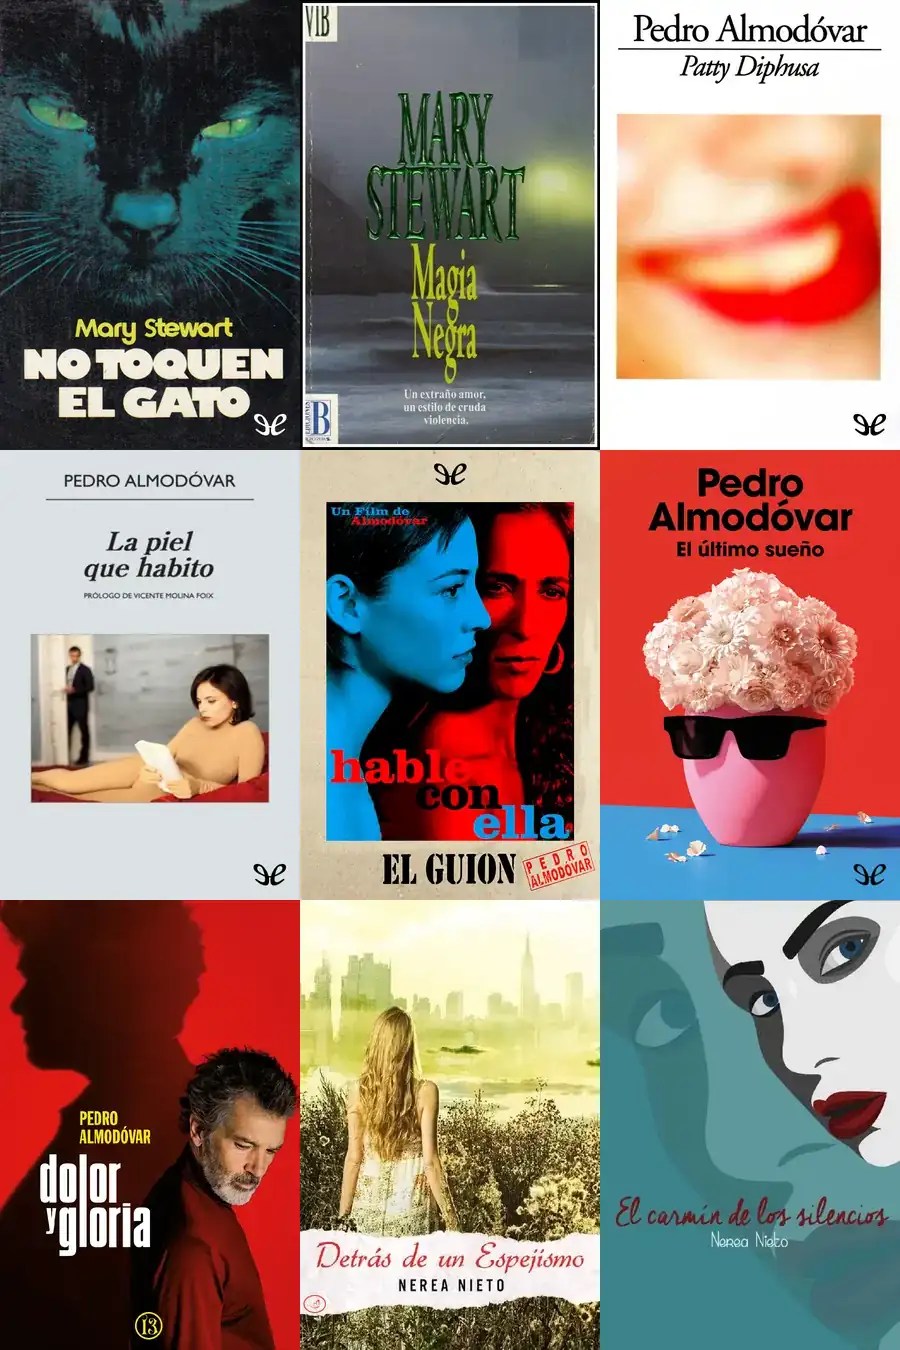 Mary Stewart
NO TOQUEN
EL GATO
VIB
MARY
STEWART
Magia
Negra
Un extraño amor,
un estilo de cruda
violencia.
B
Pedro Almodóvar
Patty Diphusa
PEDRO ALMODÓVAR
La piel
que habito
PRÓLOGO DE VICENTE MOLINA FOIX
Un Film de
Almodóvar
hable
con
ella
EL GUION
PEDRO
ALMODÓVAR
Pedro
Almodóvar
El último sueño
PEDRO
ALMODÓVAR
dolor
y
gloria
13
Detrás de un Espejismo
NEREA NIETO
El carmín de los silencios
Nerea Nieto